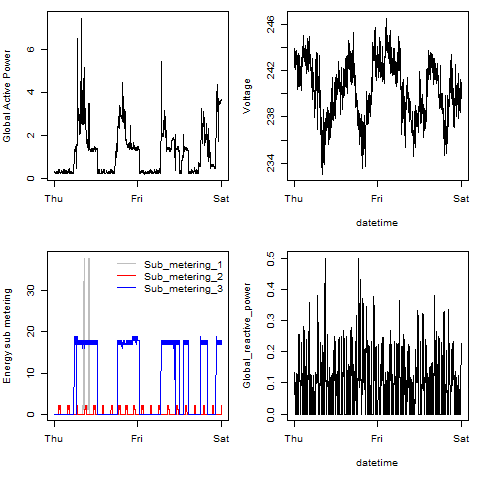 Global Active Power
0 2 4 6
Thu Fri Sat
Voltage
234 238 242 246
Thu Fri Sat
datetime
Energy sub metering
0 10 20 30
Sub_metering_1
Sub_metering_2
Sub_metering_3
Thu Fri Sat
Global_reactive_power
0.0 0.1 0.2 0.3 0.4 0.5
Thu Fri Sat
datetime